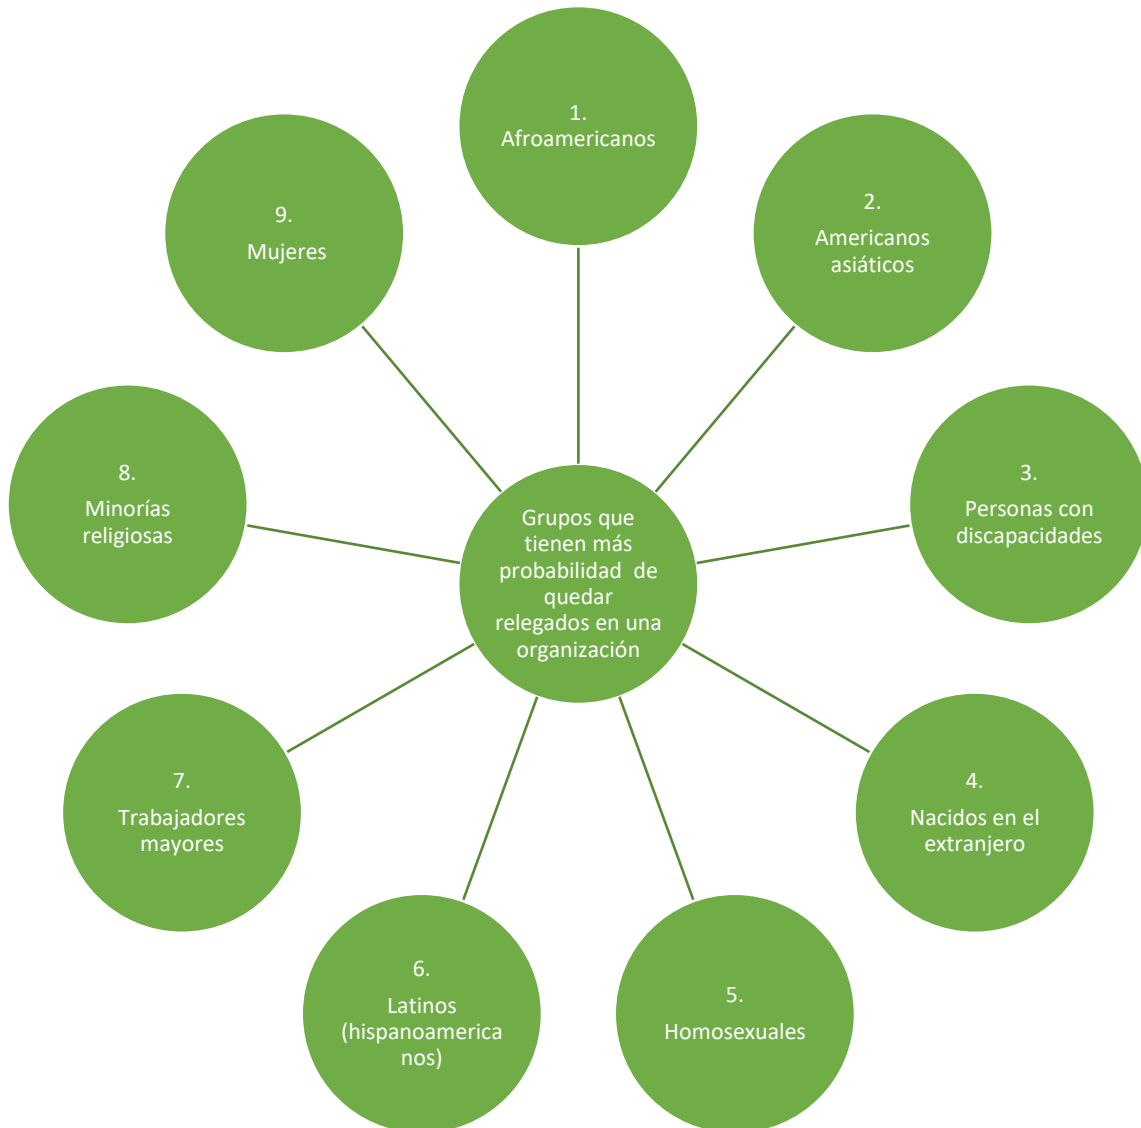 Grupos que
tienen más
probabilidad de
quedar
relegados en una
organización
1.
Afroamericanos
2.
Americanos
asiáticos
3.
Personas con
discapacidades
4.
Nacidos en el
extranjero
5.
Homosexuales
6.
Latinos
(hispanoamerica
nos)
7.
Trabajadores
mayores
8.
Minorías
religiosas
9.
Mujeres